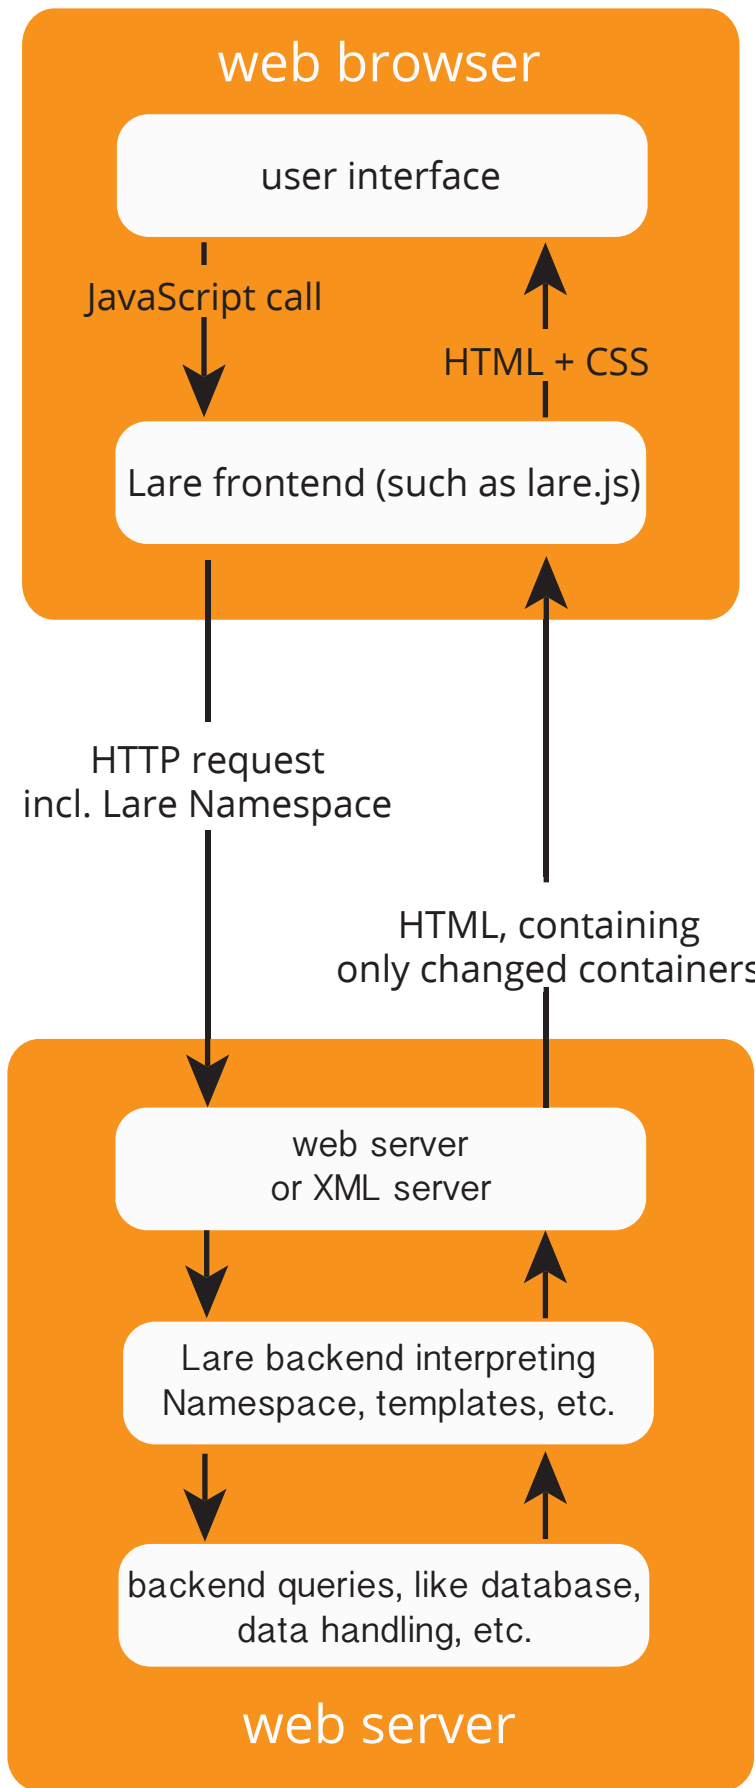 web browser
user interface
JavaScript call
HTML + CSS
Lare frontend (such as lare.js)
HTTP request
incl. Lare Namespace
HTML, containing
only changed containers
web server
or XML server
Lare backend interpreting
Namespace, templates, etc.
backend queries, like database,
data handling, etc.
web server